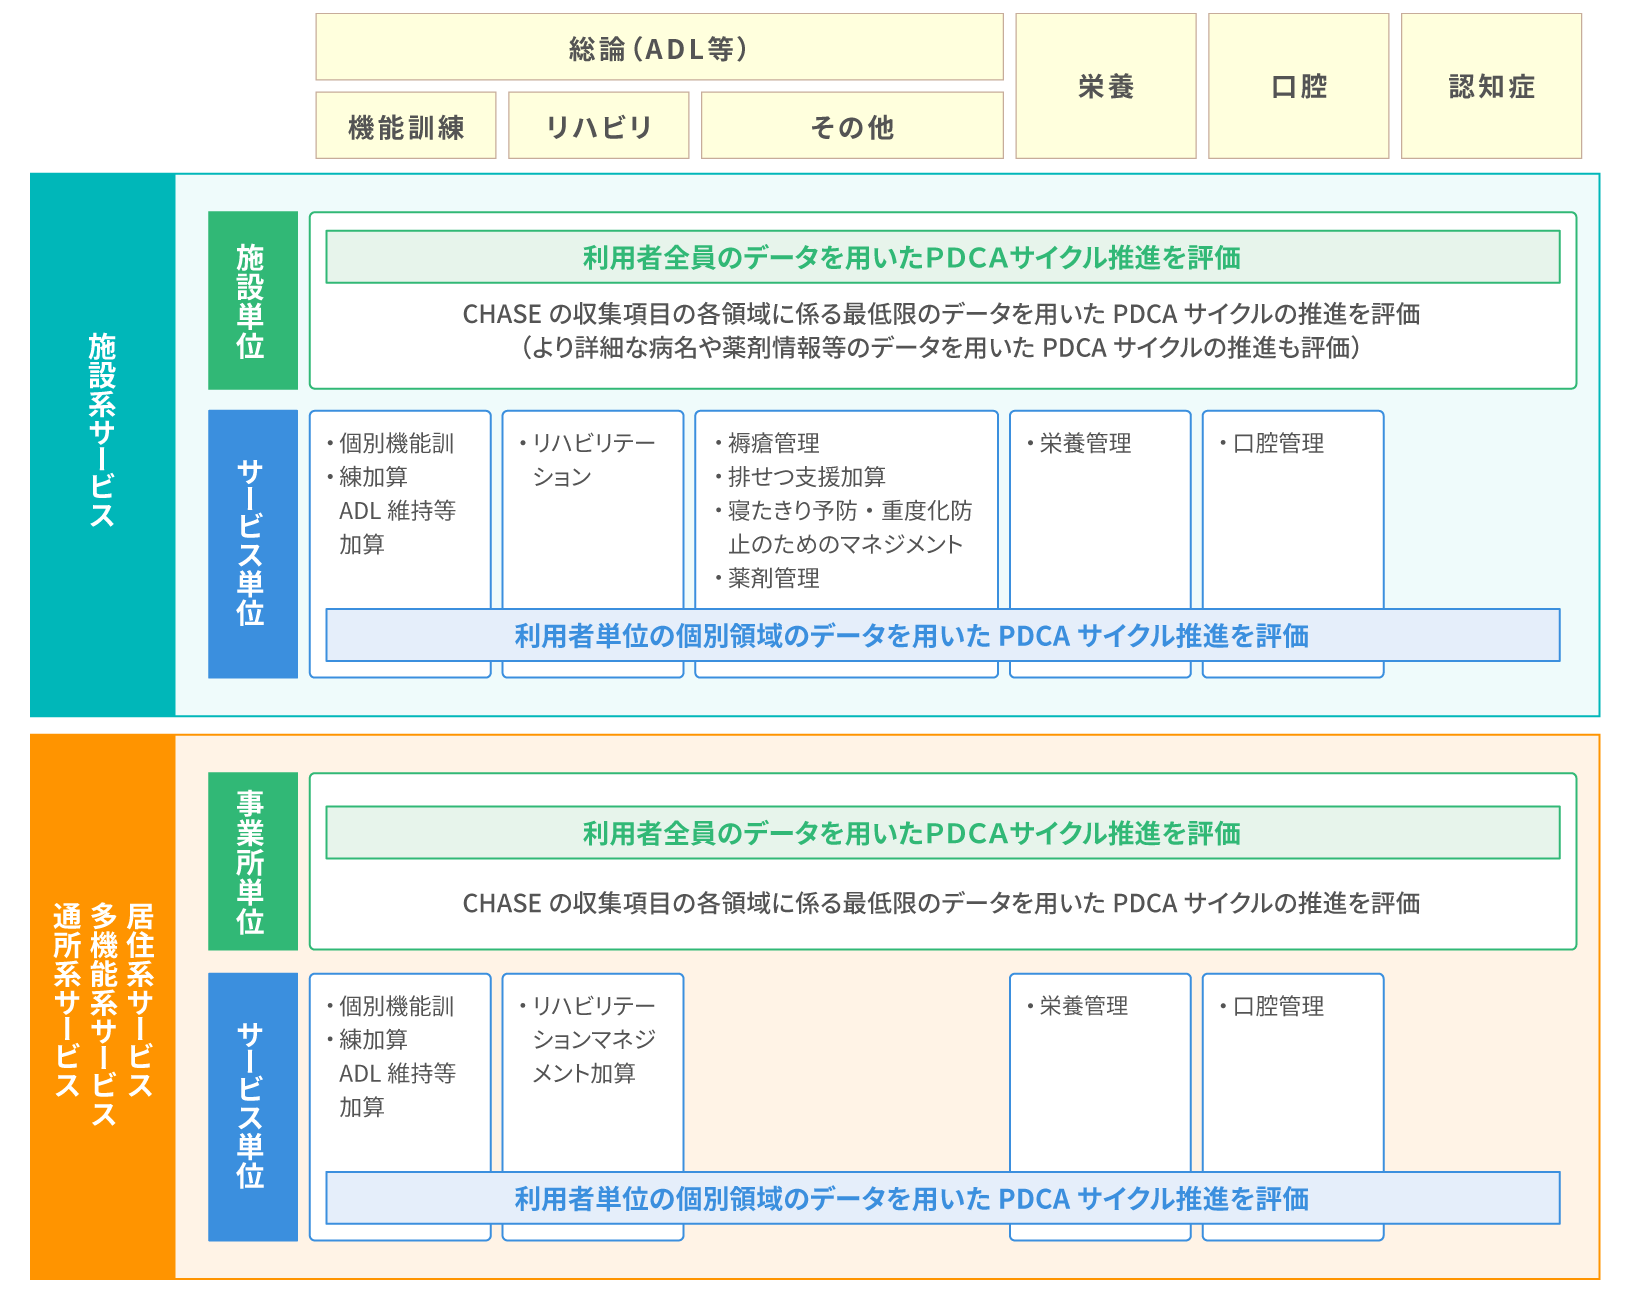 総論（ADL等）
栄養
口腔
認知症
機能訓練
リハビリ
その他
施設系サービス
施設単位
利用者全員のデータを用いたPDCAサイクル推進を評価
CHASE の収集項目の各領域に係る最低限のデータを用いた PDCA サイクルの推進を評価
（より詳細な病名や薬剤情報等のデータを用いた PDCA サイクルの推進も評価）
サービス単位
・個別機能訓
・練加算
ADL 維持等
加算
・リハビリテー
ション
・褥瘡管理
・排せつ支援加算
・寝たきり予防・重度化防
止のためのマネジメント
・薬剤管理
・栄養管理
・口腔管理
利用者単位の個別領域のデータを用いた PDCA サイクル推進を評価
居住系サービス
多機能系サービス
通所系サービス
事業所単位
利用者全員のデータを用いたPDCAサイクル推進を評価
CHASE の収集項目の各領域に係る最低限のデータを用いた PDCA サイクルの推進を評価
サービス単位
・個別機能訓
・練加算
ADL 維持等
加算
・リハビリテー
ションマネジ
メント加算
・栄養管理
・口腔管理
利用者単位の個別領域のデータを用いた PDCA サイクル推進を評価